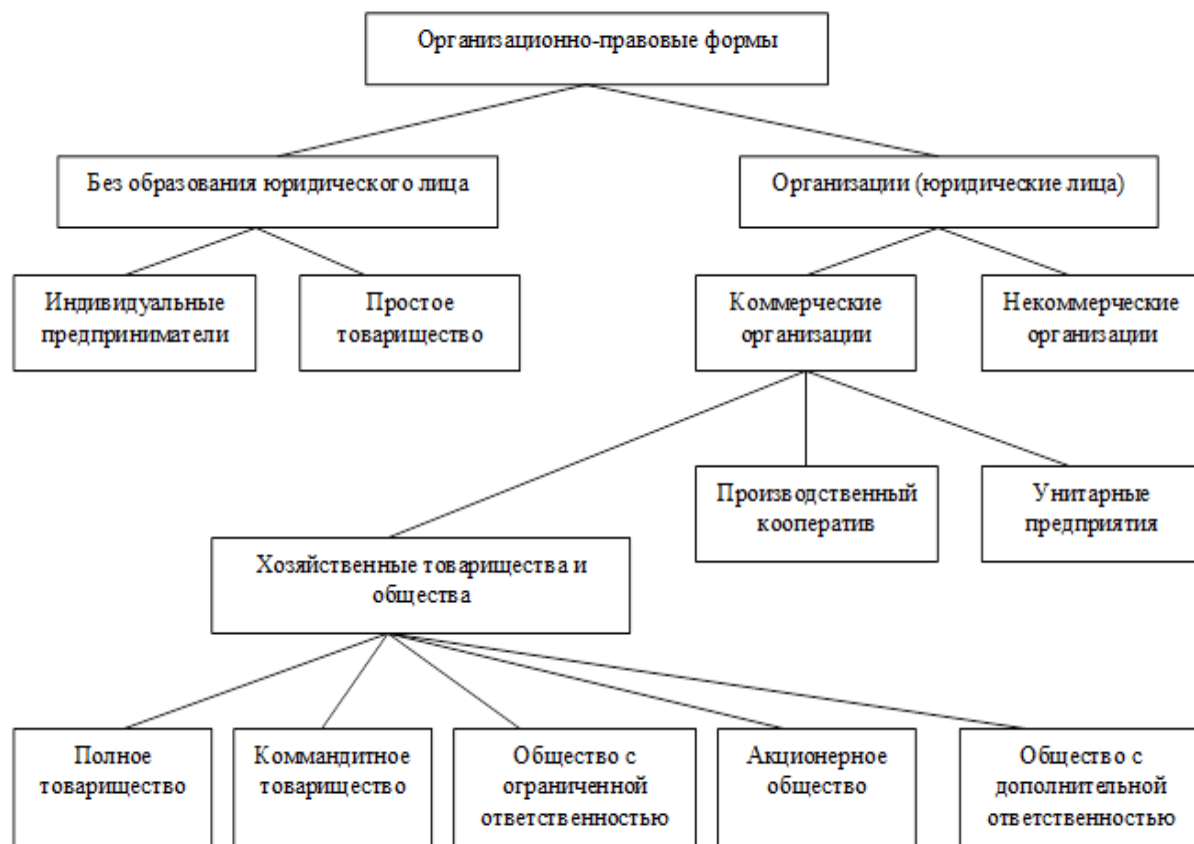 Организационно-правовые формы
Без образования юридического лица
Организации (юридические лица)
Индивидуальные
предприниматели
Простое
товарищество
Коммерческие
организации
Некоммерческие
организации
Производственный
кооператив
Унитарные
предприятия
Хозяйственные товарищества и
общества
Полное
товарищество
Коммандитное
товарищество
Общество с
ограниченной
ответственностью
Акционерное
общество
Общество с
дополнительной
ответственностью